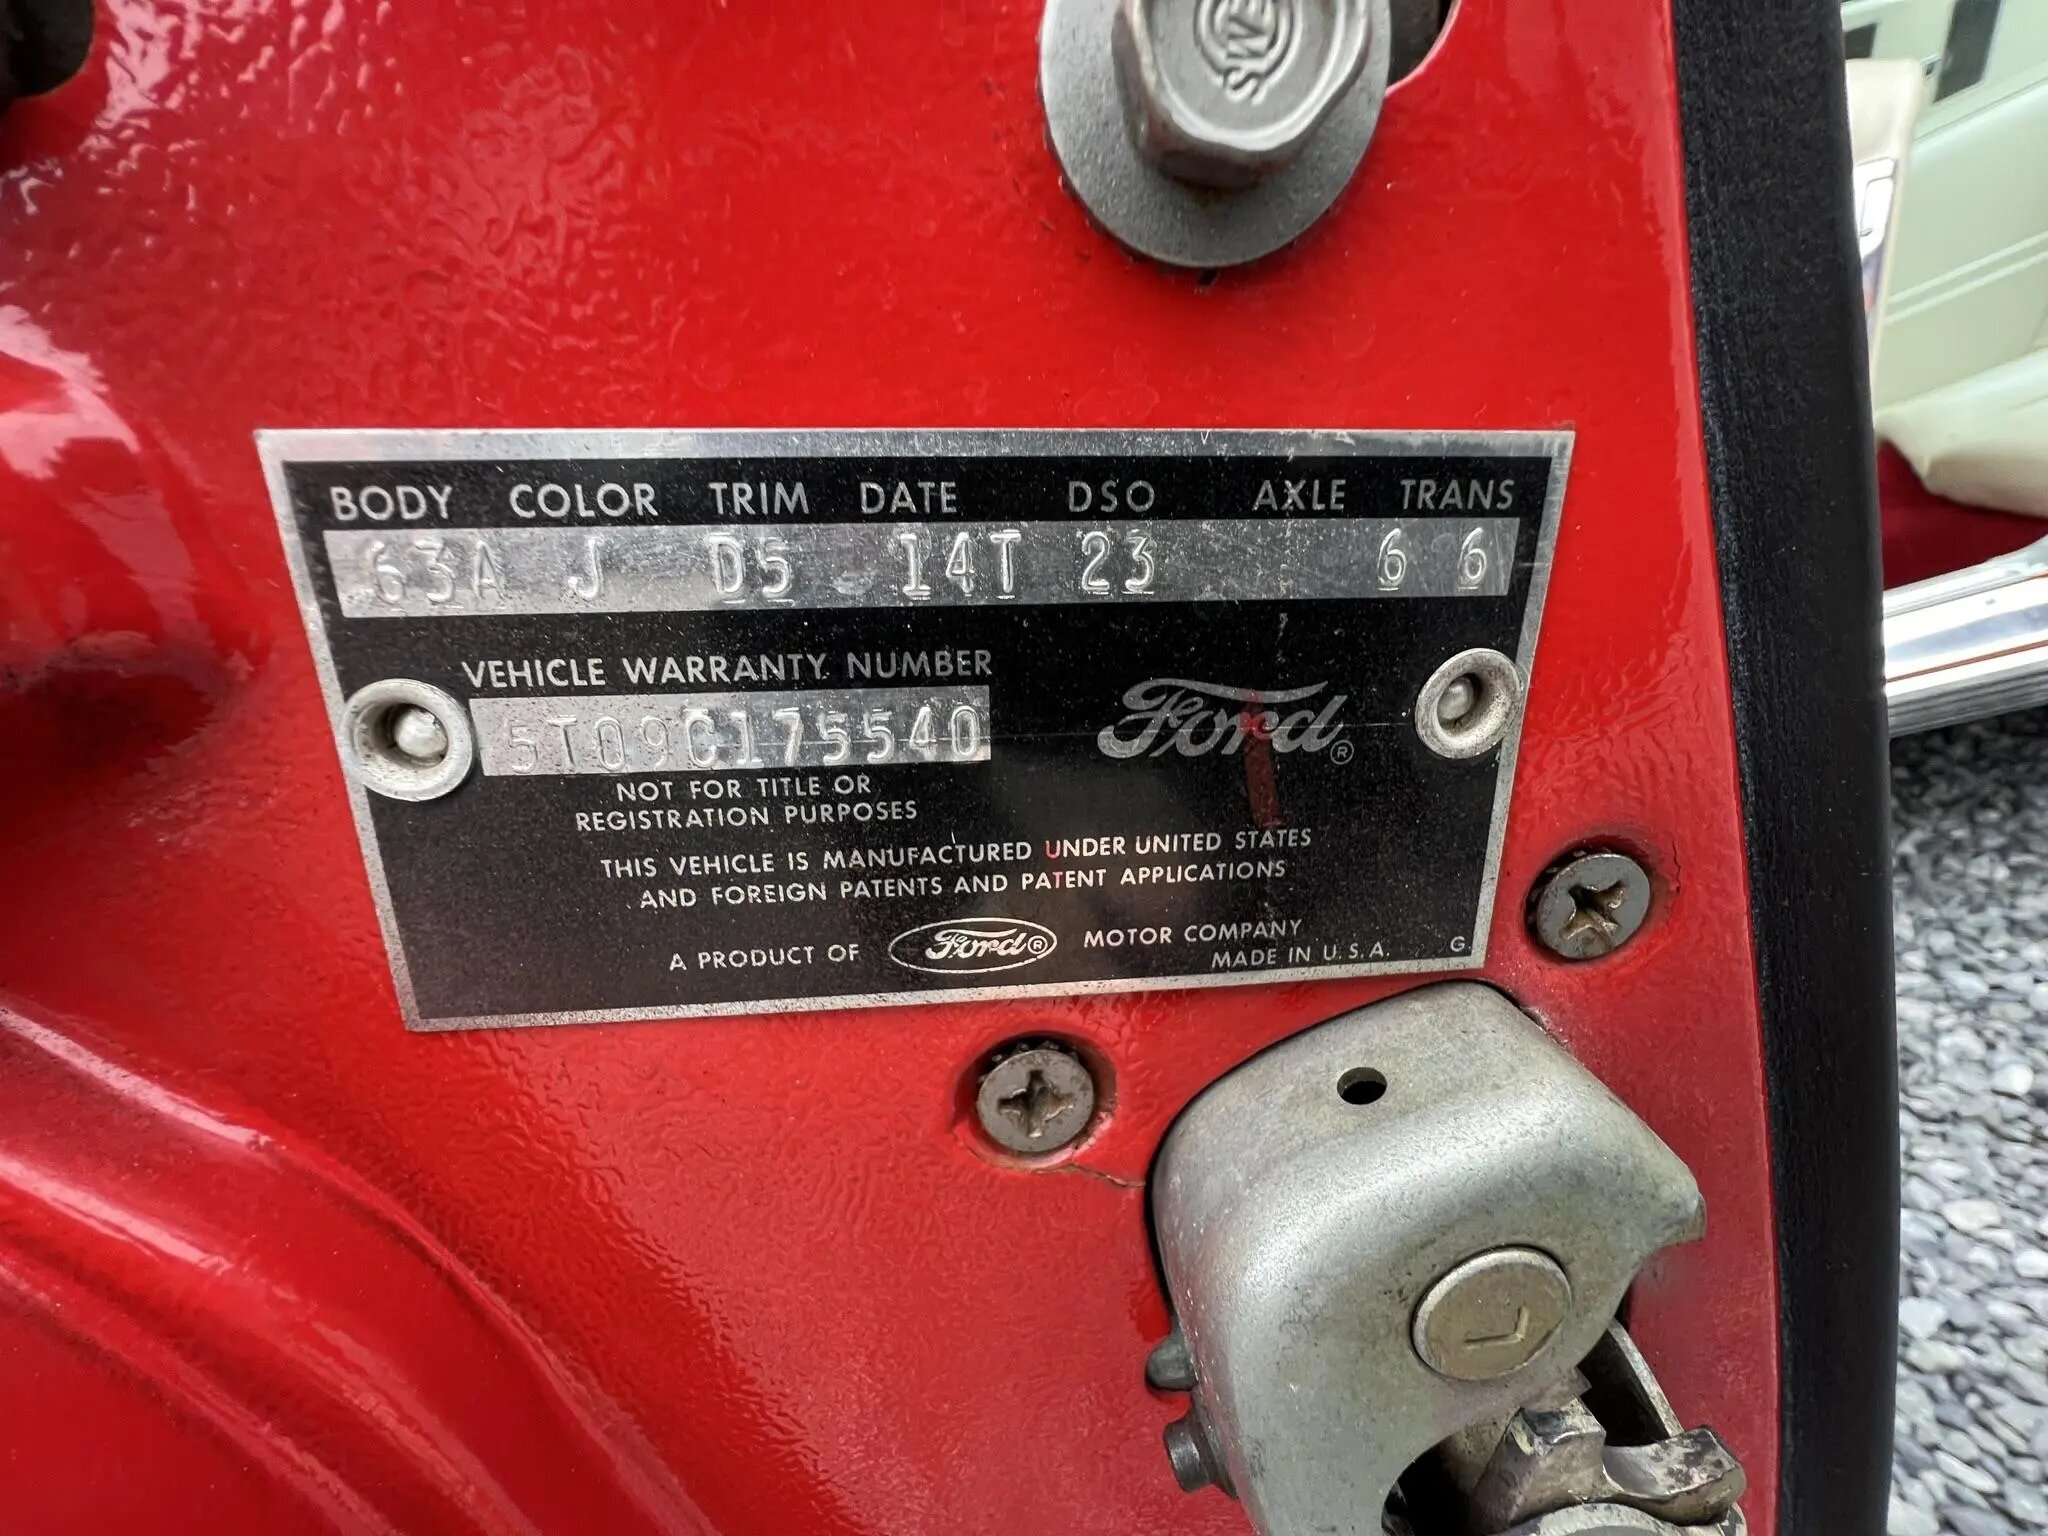 SWE
BODY COLOR TRIM DATE DSO AXLE TRANS
63A J D5 14T 23 6 6
VEHICLE WARRANTY NUMBER
5T09C175540
Ford®
NOT FOR TITLE OR
REGISTRATION PURPOSES
THIS VEHICLE IS MANUFACTURED UNDER UNITED STATES
AND FOREIGN PATENTS AND PATENT APPLICATIONS
A PRODUCT OF Ford® MOTOR COMPANY
MADE IN U.S.A. G
L